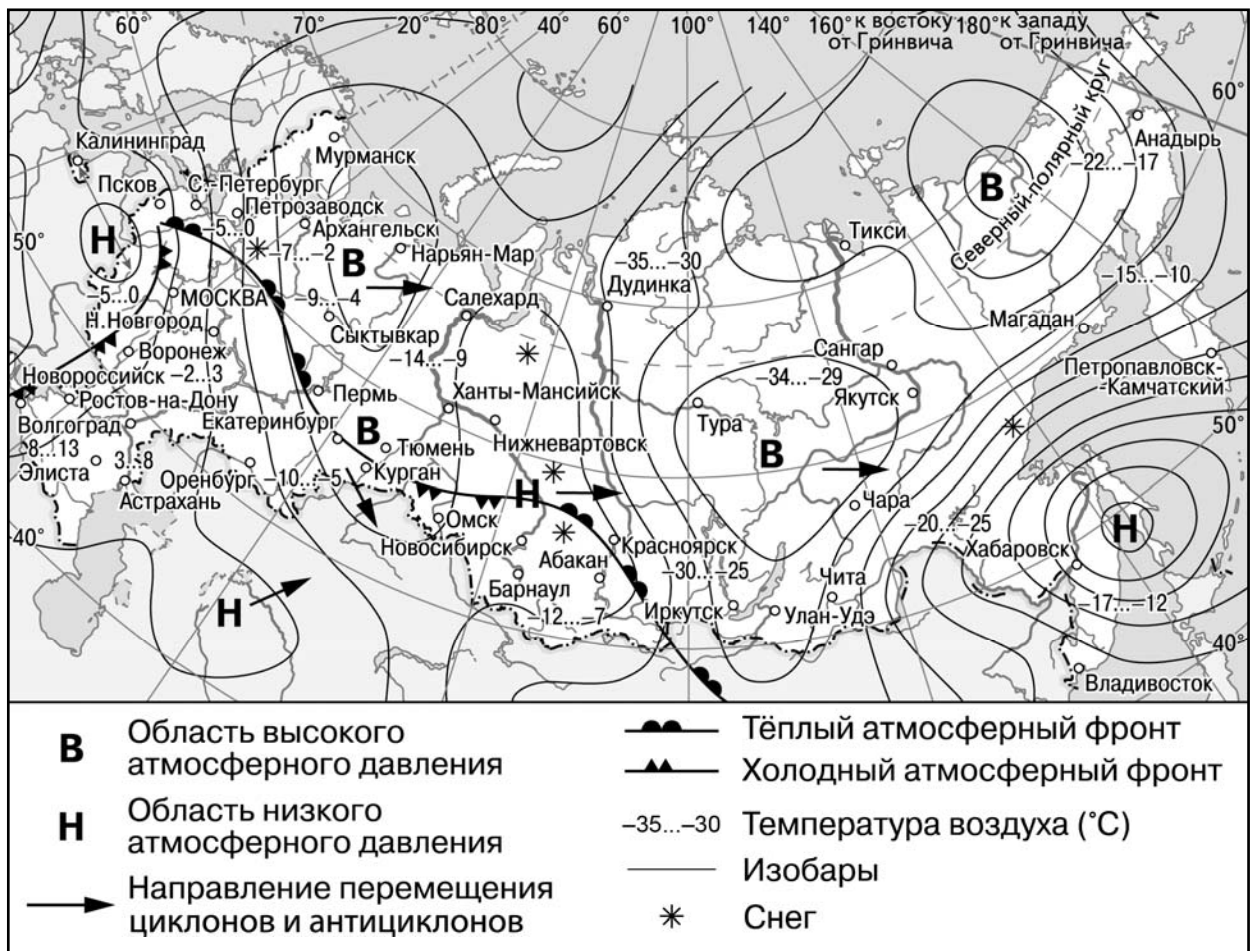 60° 70° 20° 80° 40° 80° 100° 140° 160° к востоку от Гринвича 180° к западу от Гринвича
60°
Калининград
Мурманск
Северный полярный круг
Анадырь
–22...–17
Псков
С.-Петербург
Петрозаводск
–5...0
Архангельск
В
50°
Н
–7...–2
В
Нарьян-Мар
Тикси
–35...–30
Дудинка
–15...–10
–5...0
МОСКВА
–9...–4
Салехард
Н.Новгород
Сыктывкар
Магадан
Воронеж
–14...–9
Сангар
Новороссийск
–2...3
–34...–29
Петропавловск-
-Камчатский
Ростов-на-Дону
Пермь
Ханты-Мансийск
Якутск
Волгоград
Екатеринбург
В
Тура
50°
8...13
Тюмень
Нижневартовск
В
Элиста
3...8
Оренбург
–10...–5
Курган
Н
Чара
Астрахань
Омск
–20...–25
Н
40°
Новосибирск
Абакан
Красноярск
Хабаровск
–30...–25
Барнаул
Чита
Н
–12...–7
Иркутск
Улан-Удэ
–17...–12
40°
Владивосток
В
Область высокого
атмосферного давления
Н
Область низкого
атмосферного давления
Направление перемещения
циклонов и антициклонов
Тёплый атмосферный фронт
Холодный атмосферный фронт
–35...–30 Температура воздуха (°С)
Изобары
Снег